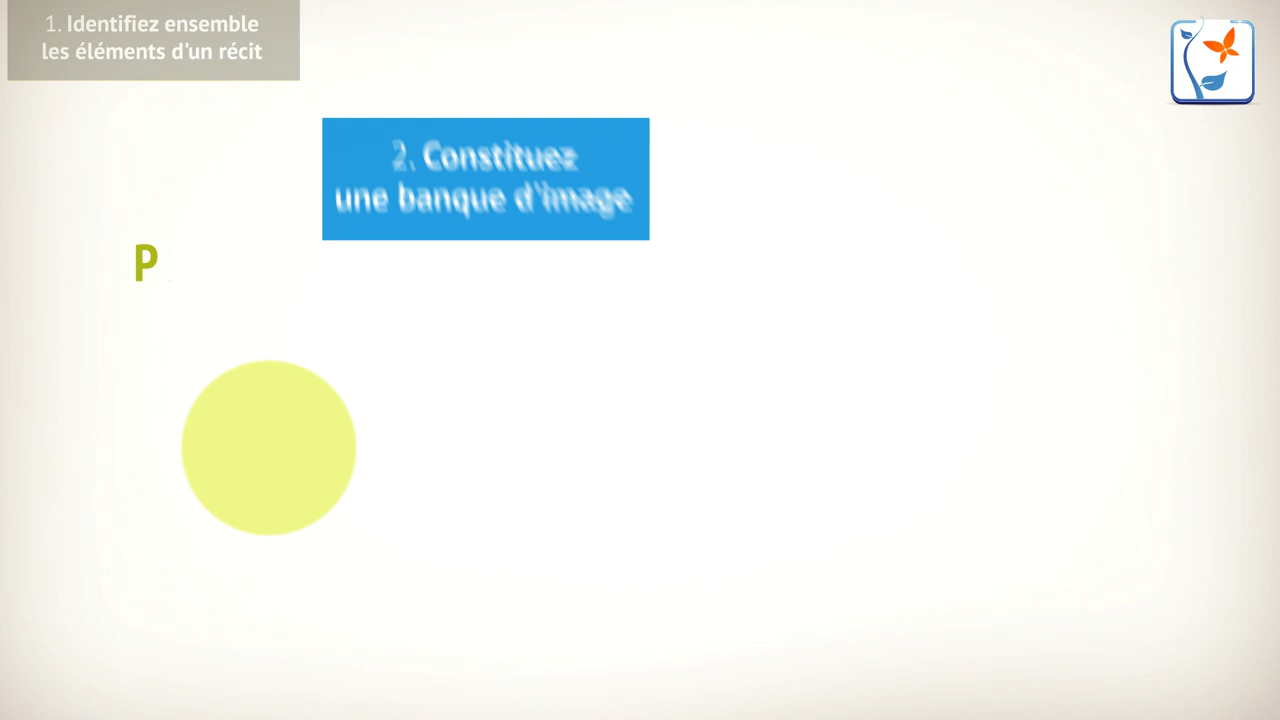 1. Identifiez ensemble
les éléments d'un récit
2. Constituez
une banque d'image
P